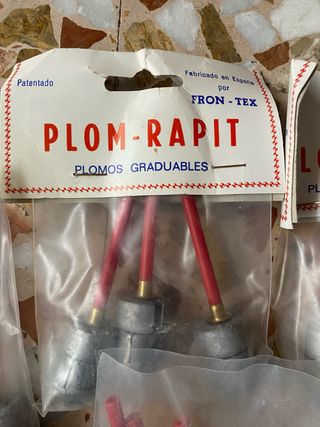 Patentado
Fabricado en España
por
FRON - TEX
PLOM-RAPIT
PLOMOS GRADUABLES